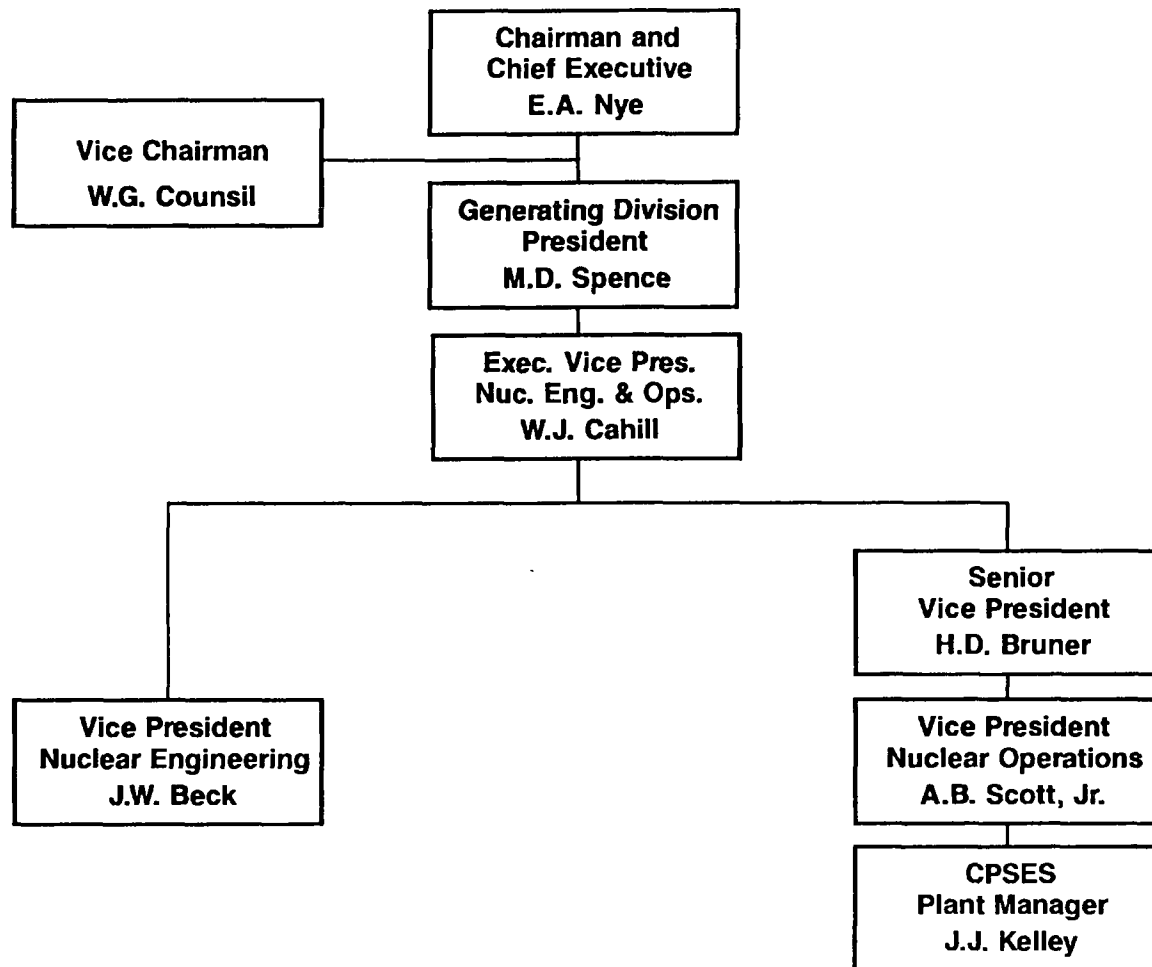 Chairman and
Chief Executive
E.A. Nye
Vice Chairman
W.G. Counsil
Generating Division
President
M.D. Spence
Exec. Vice Pres.
Nuc. Eng. & Ops.
W.J. Cahill
Senior
Vice President
H.D. Bruner
Vice President
Nuclear Engineering
J.W. Beck
Vice President
Nuclear Operations
A.B. Scott, Jr.
CPSES
Plant Manager
J.J. Kelley